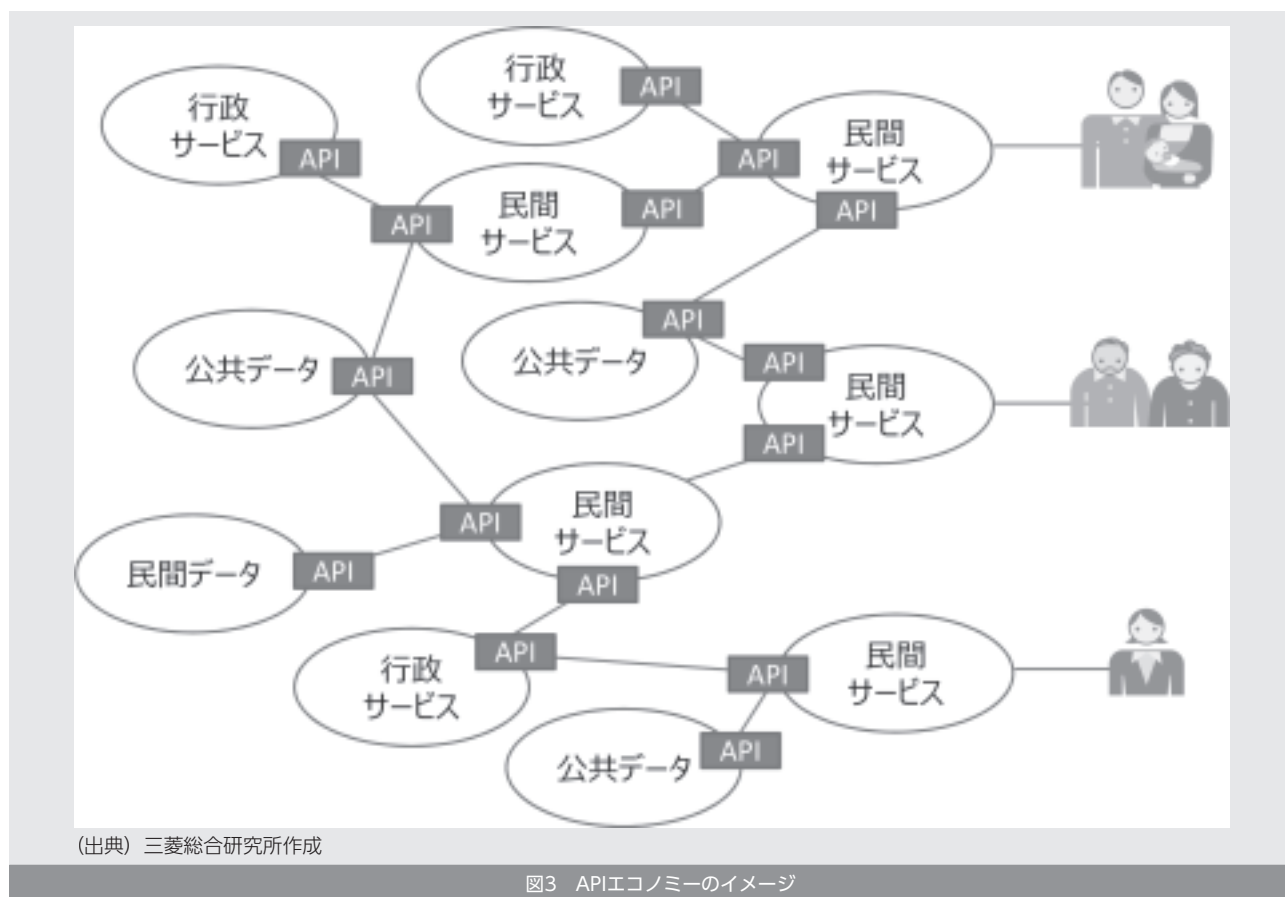 行政
サービス
API
行政
サービス
API
民間
サービス
API
API
API
民間
サービス
API
公共データ
API
公共データ
API
API
民間
サービス
API
民間データ
API
API
民間
サービス
API
行政
サービス
API
API
民間
サービス
公共データ
API
(出典) 三菱総合研究所作成
図3 APIエコノミーのイメージ